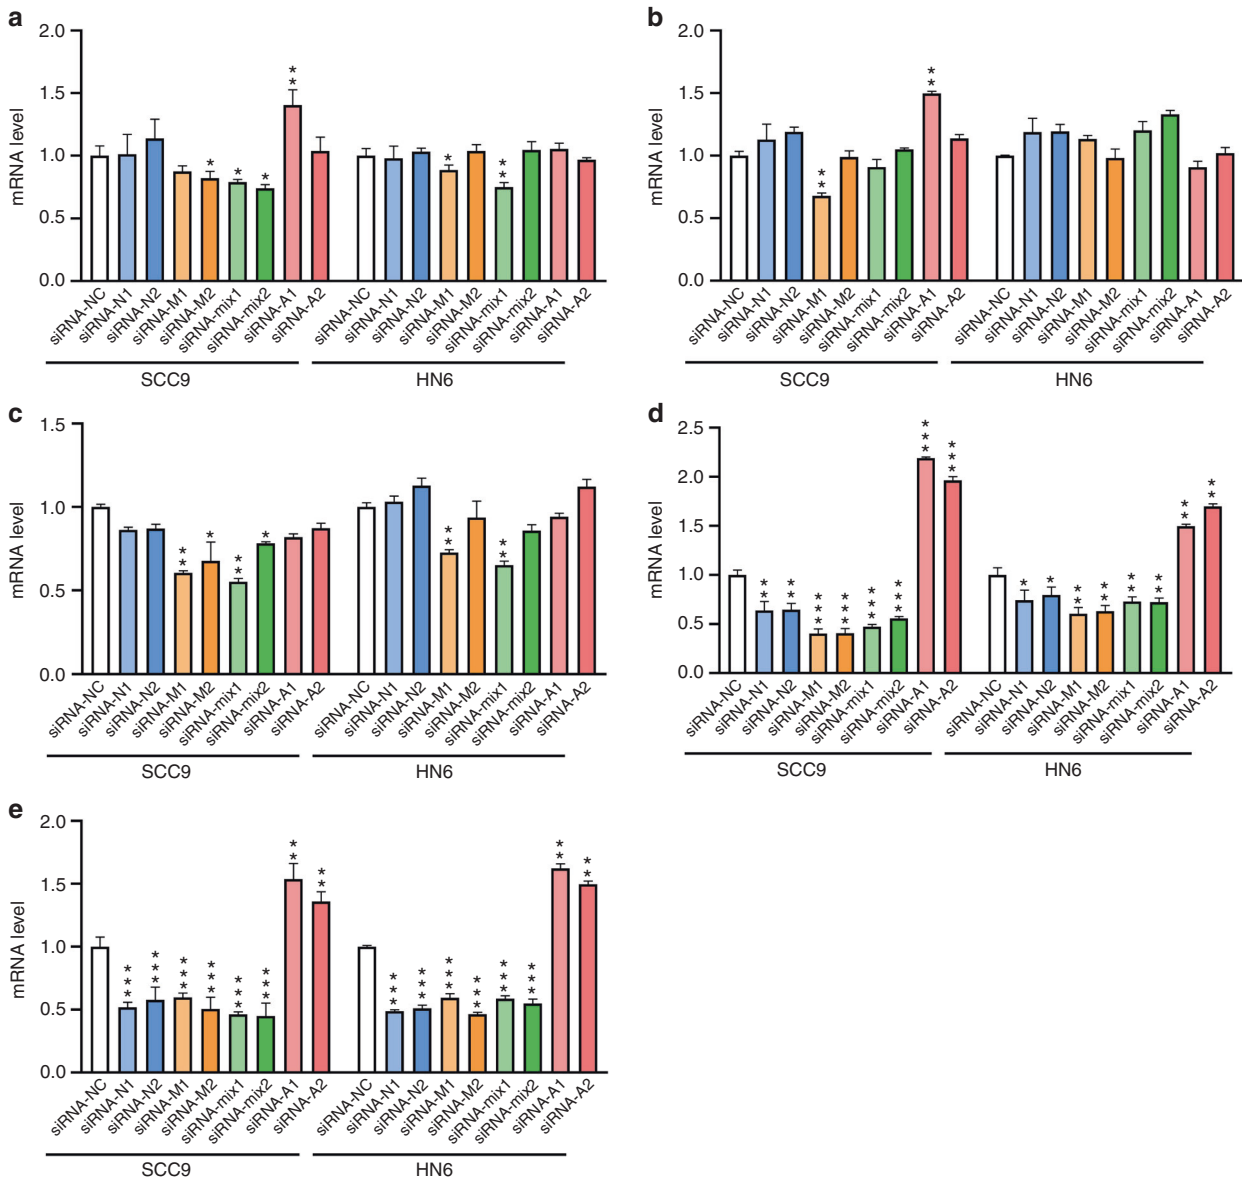 a
mRNA level
2.0
1.5
1.0
0.5
0.0
* * * * * * *
* * *
siRNA-NC siRNA-N1 siRNA-N2 siRNA-M1 siRNA-M2 siRNA-mix1 siRNA-mix2 siRNA-A1 siRNA-A2
siRNA-NC siRNA-N1 siRNA-N2 siRNA-M1 siRNA-M2 siRNA-mix1 siRNA-mix2 siRNA-A1 siRNA-A2
SCC9 HN6
b
mRNA level
2.0
1.5
1.0
0.5
0.0
** **
siRNA-NC siRNA-N1 siRNA-N2 siRNA-M1 siRNA-M2 siRNA-mix1 siRNA-mix2 siRNA-A1 siRNA-A2
siRNA-NC siRNA-N1 siRNA-N2 siRNA-M1 siRNA-M2 siRNA-mix1 siRNA-mix2 siRNA-A1 siRNA-A2
SCC9 HN6
c
mRNA level
1.5
1.0
0.5
0.0
** * ** *
** **
siRNA-NC siRNA-N1 siRNA-N2 siRNA-M1 siRNA-M2 siRNA-mix1 siRNA-mix2 siRNA-A1 siRNA-A2
siRNA-NC siRNA-N1 siRNA-N2 siRNA-M1 siRNA-M2 siRNA-mix1 siRNA-mix2 siRNA-A1 siRNA-A2
SCC9 HN6
d
mRNA level
2.5
2.0
1.5
1.0
0.5
0.0
** ** *** *** *** *** *** ***
* * ** ** ** ** ** **
siRNA-NC siRNA-N1 siRNA-N2 siRNA-M1 siRNA-M2 siRNA-mix1 siRNA-mix2 siRNA-A1 siRNA-A2
siRNA-NC siRNA-N1 siRNA-N2 siRNA-M1 siRNA-M2 siRNA-mix1 siRNA-mix2 siRNA-A1 siRNA-A2
SCC9 HN6
e
mRNA level
2.0
1.5
1.0
0.5
0.0
*** *** *** *** *** *** ** **
*** *** *** *** *** *** ** **
siRNA-NC siRNA-N1 siRNA-N2 siRNA-M1 siRNA-M2 siRNA-mix1 siRNA-mix2 siRNA-A1 siRNA-A2
siRNA-NC siRNA-N1 siRNA-N2 siRNA-M1 siRNA-M2 siRNA-mix1 siRNA-mix2 siRNA-A1 siRNA-A2
SCC9 HN6